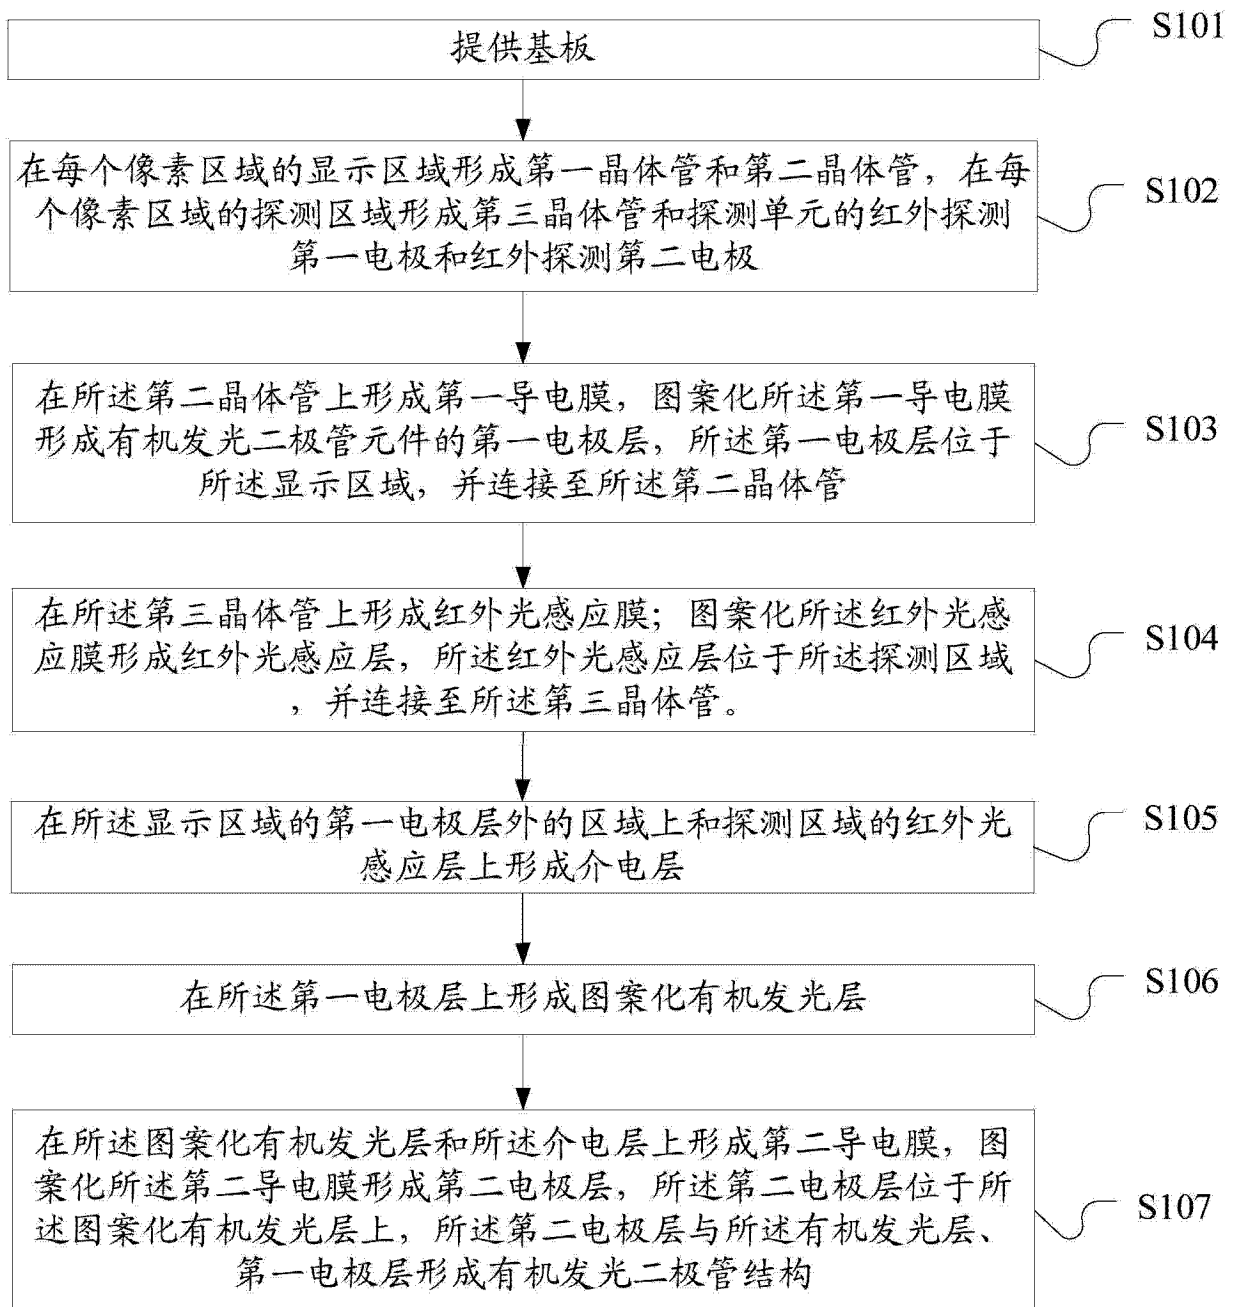 提供基板
S101
在每个像素区域的显示区域形成第一晶体管和第二晶体管，在每
个像素区域的探测区域形成第三晶体管和探测单元的红外探测
第一电极和红外探测第二电极
S102
在所述第二晶体管上形成第一导电膜，图案化所述第一导电膜
形成有机发光二极管元件的第一电极层，所述第一电极层位于
所述显示区域，并连接至所述第二晶体管
S103
在所述第三晶体管上形成红外光感应膜；图案化所述红外光感
应膜形成红外光感应层，所述红外光感应层位于所述探测区域
，并连接至所述第三晶体管。
S104
在所述显示区域的第一电极层外的区域上和探测区域的红外光
感应层上形成介电层
S105
在所述第一电极层上形成图案化有机发光层
S106
在所述图案化有机发光层和所述介电层上形成第二导电膜，图
案化所述第二导电膜形成第二电极层，所述第二电极层位于所
述图案化有机发光层上，所述第二电极层与所述有机发光层、
第一电极层形成有机发光二极管结构
S107